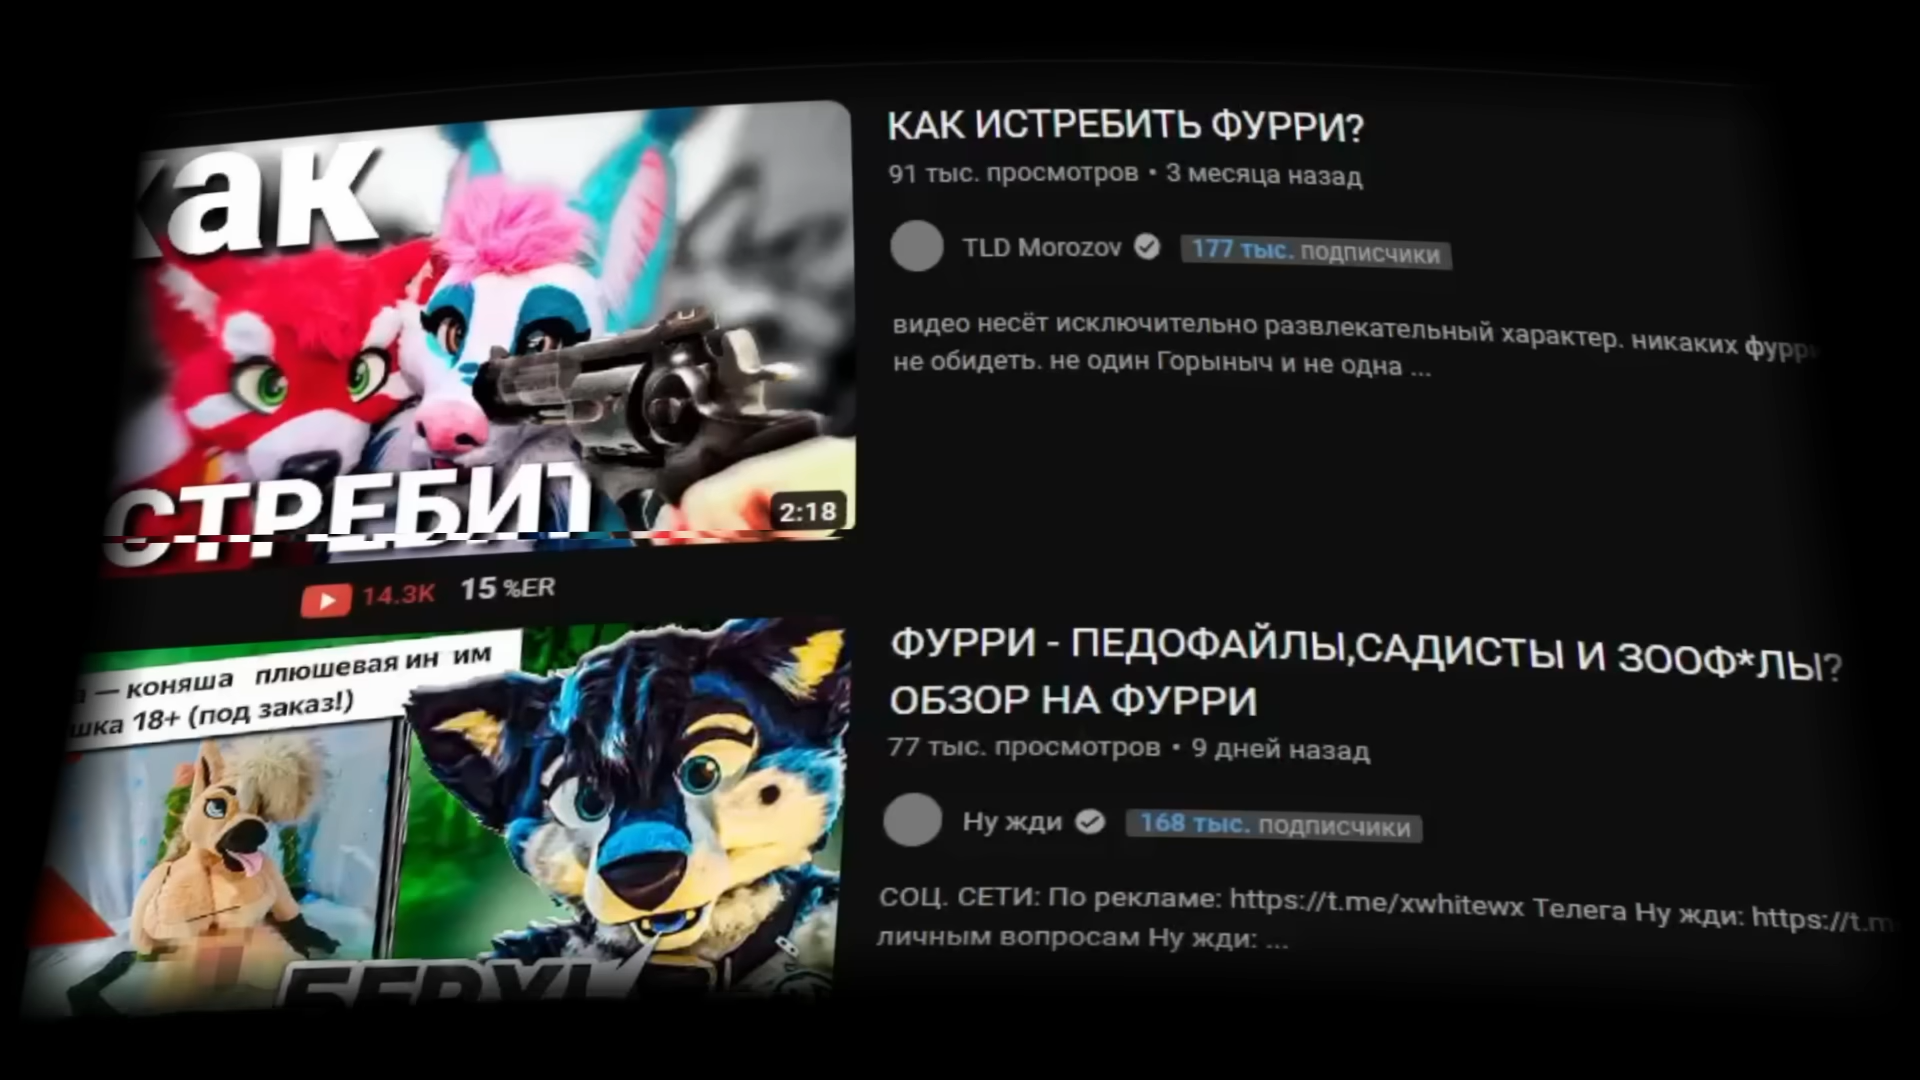 как
КАК ИСТРЕБИТЬ ФУРРИ?
91 тыс. просмотров • 3 месяца назад
TLD Morozov
177 тыс. подписчики
видео несёт исключительно развлекательный характер. никаких фурри
не обидеть. не один Горыныч и не одна ...
СТРЕБИТ
2:18
14.3K 15 %ER
— коняша плюшевая им
18+ (под заказ!)
БЕРУ!
ФУРРИ - ПЕДОФАЙЛЫ,САДИСТЫ И ЗООФ*ЛЫ?
ОБЗОР НА ФУРРИ
77 тыс. просмотров • 9 дней назад
Ну жди
168 тыс. подписчики
СОЦ. СЕТИ: По рекламе: https://t.me/xwhitewx Телега Ну жди: https://t.m
личным вопросам Ну жди: ...